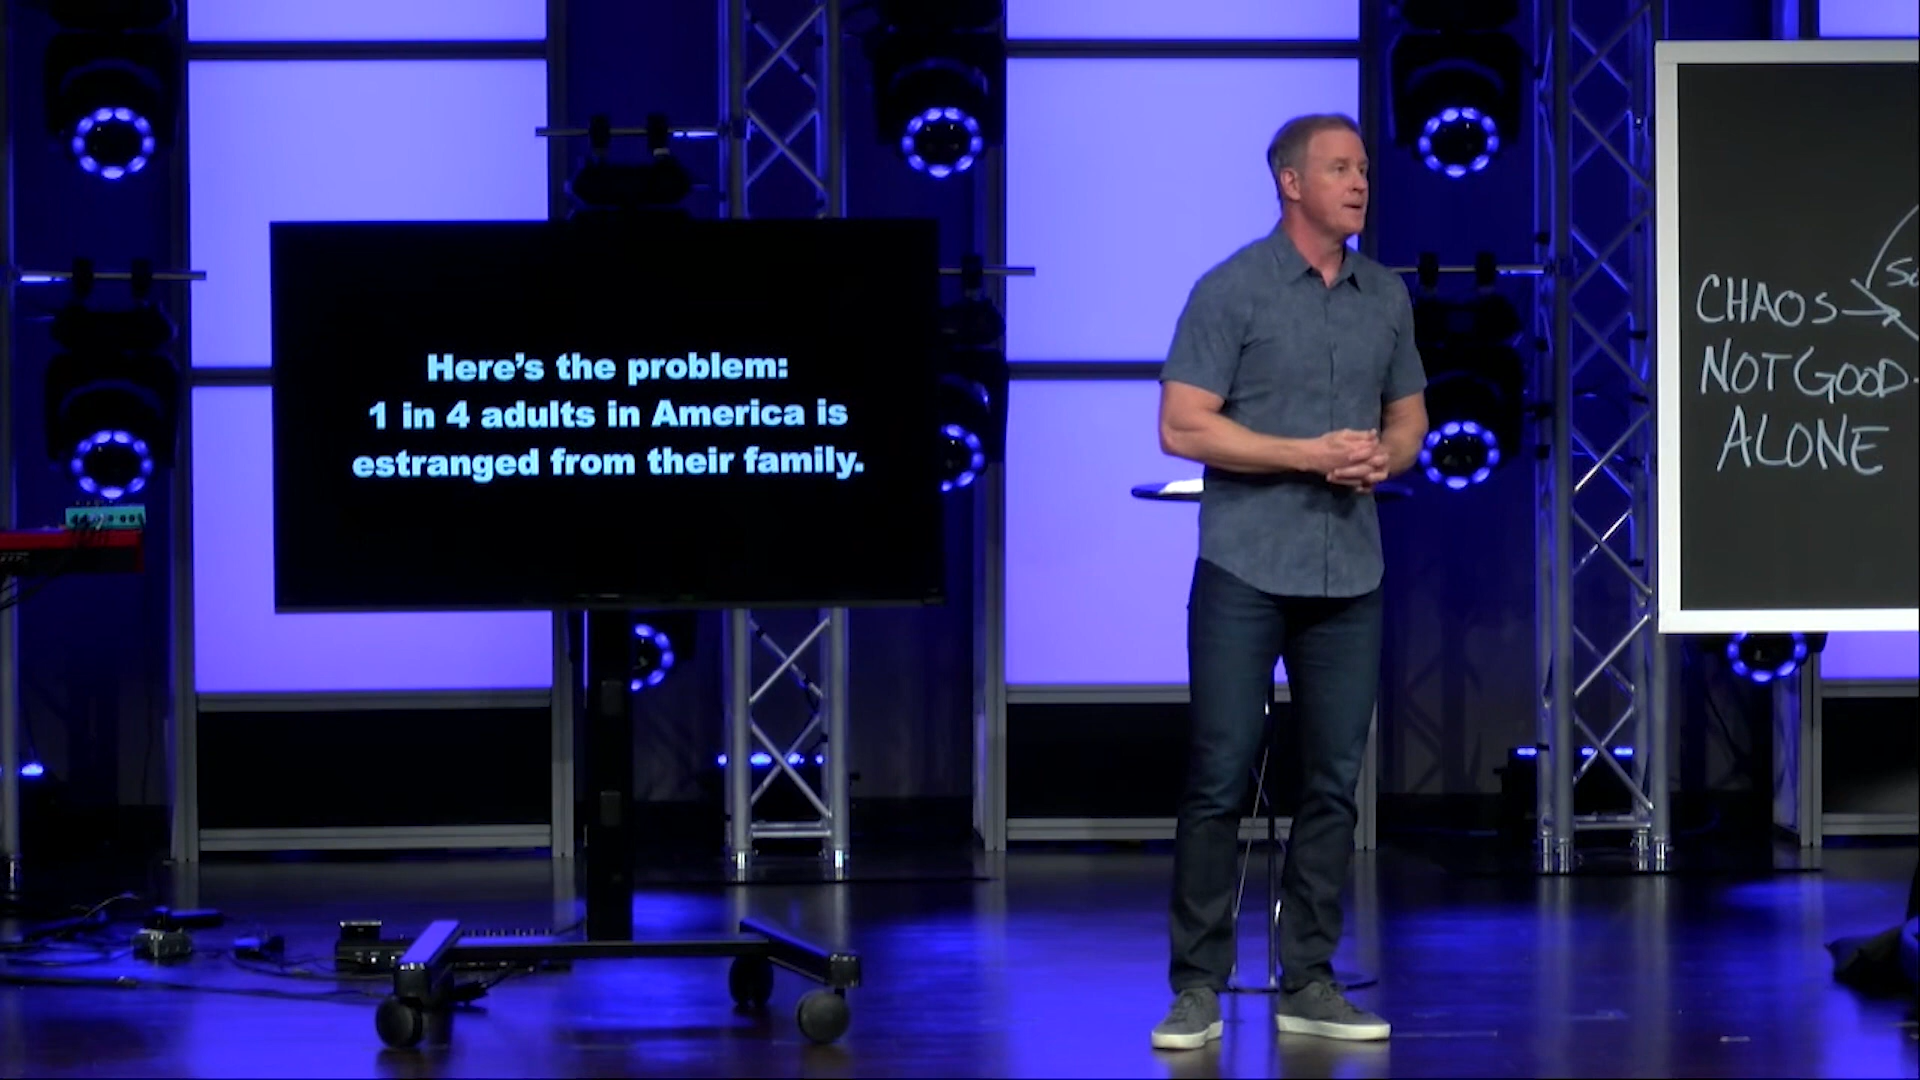 Here’s the problem:
1 in 4 adults in America is
estranged from their family.
CHAOS
NOT GOOD
ALONE